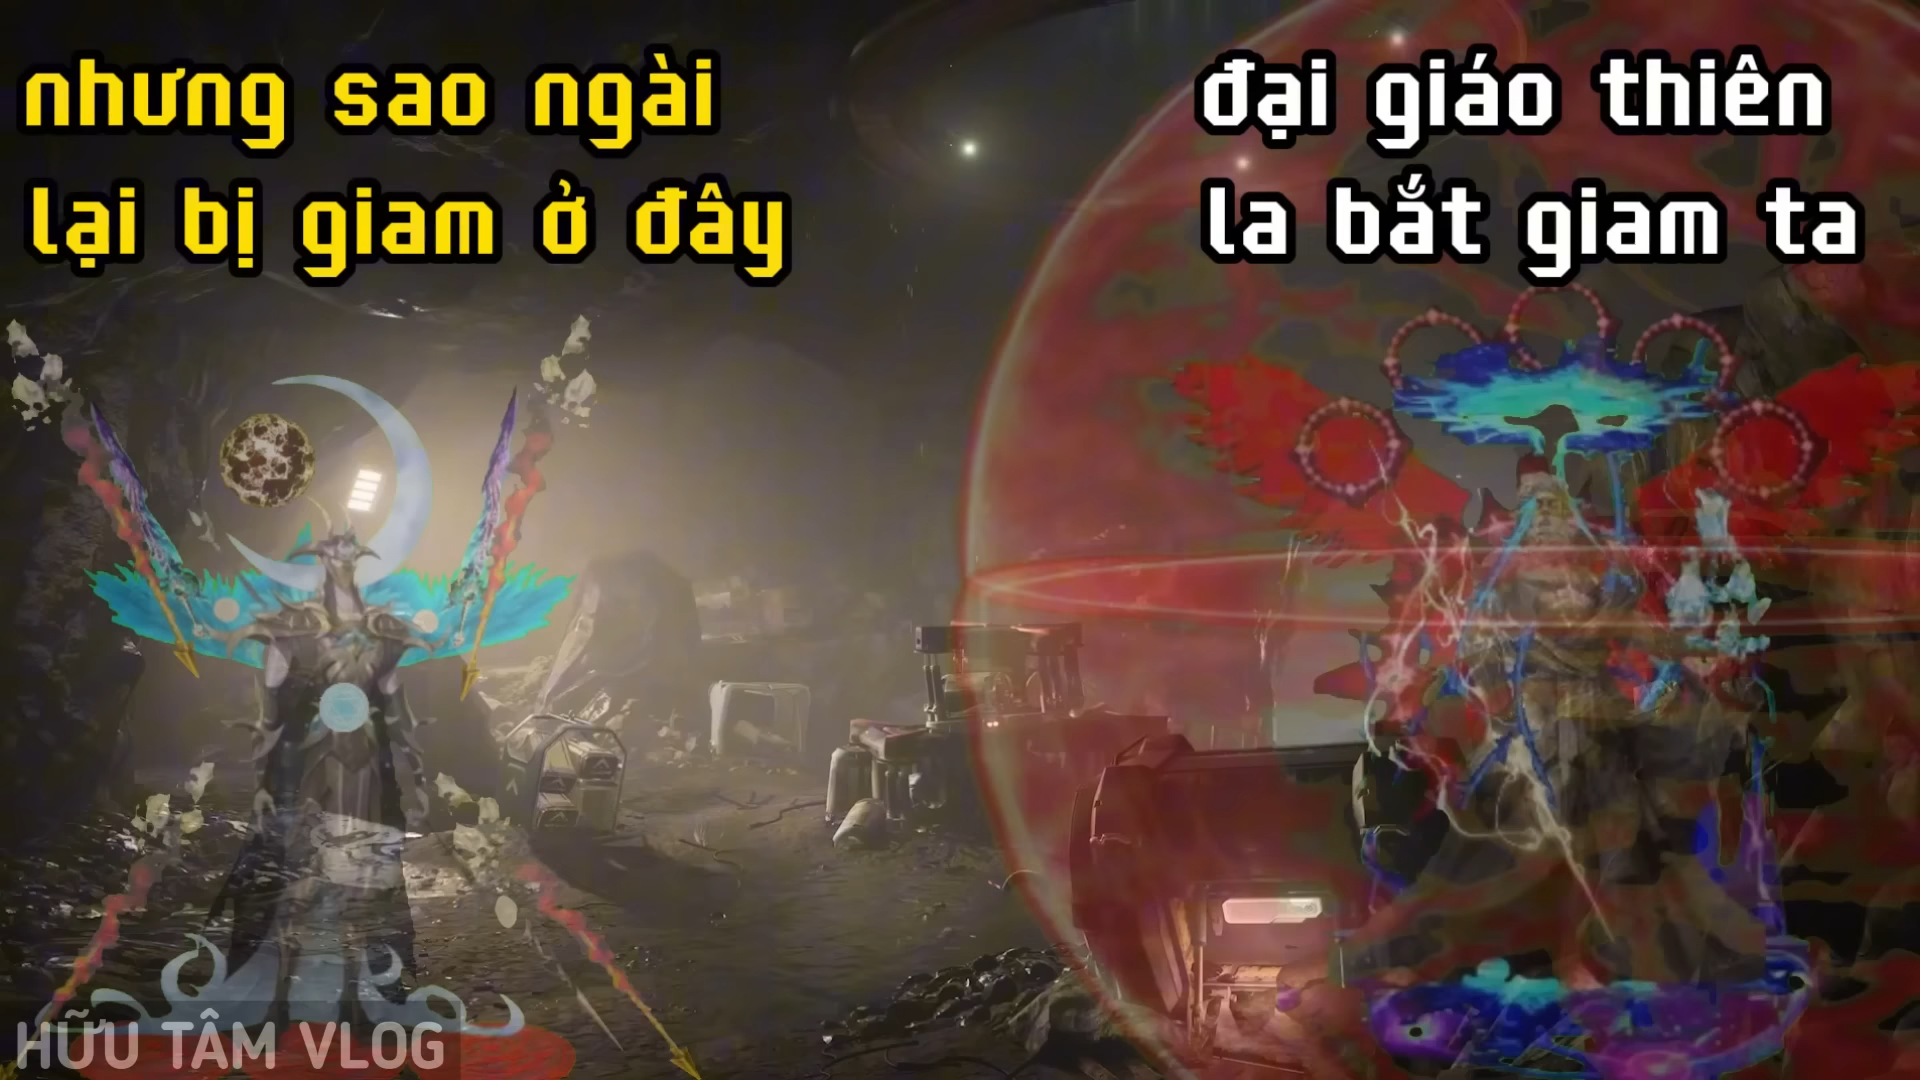 nhưng sao ngài
lại bị giam ở đây
đại giáo thiên
la bắt giam ta
HỮU TÂM VLOG